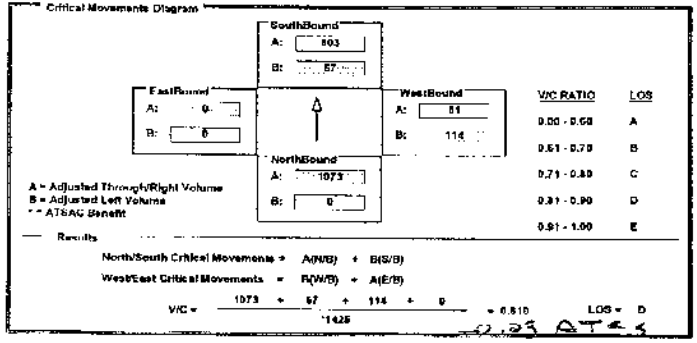 Critical Movements Diagram
SouthBound
A: 603
B: 67
EastBound
A: 0
B: 0
WestBound
A: 51
B: 114
NorthBound
A: 1073
B: 0
V/C RATIO LOS
0.00 - 0.60 A
0.61 - 0.70 B
0.71 - 0.80 C
0.81 - 0.90 D
0.91 - 1.00 E
A = Adjusted Through/Right Volume
B = Adjusted Left Volume
* = ATSAC Benefit
Results
North/South Critical Movements = A(N/B) + B(S/B)
West/East Critical Movements = B(W/B) + A(E/B)
V/C = 1073 + 67 + 114 + 0 = 0.810 LOS = D
*1425